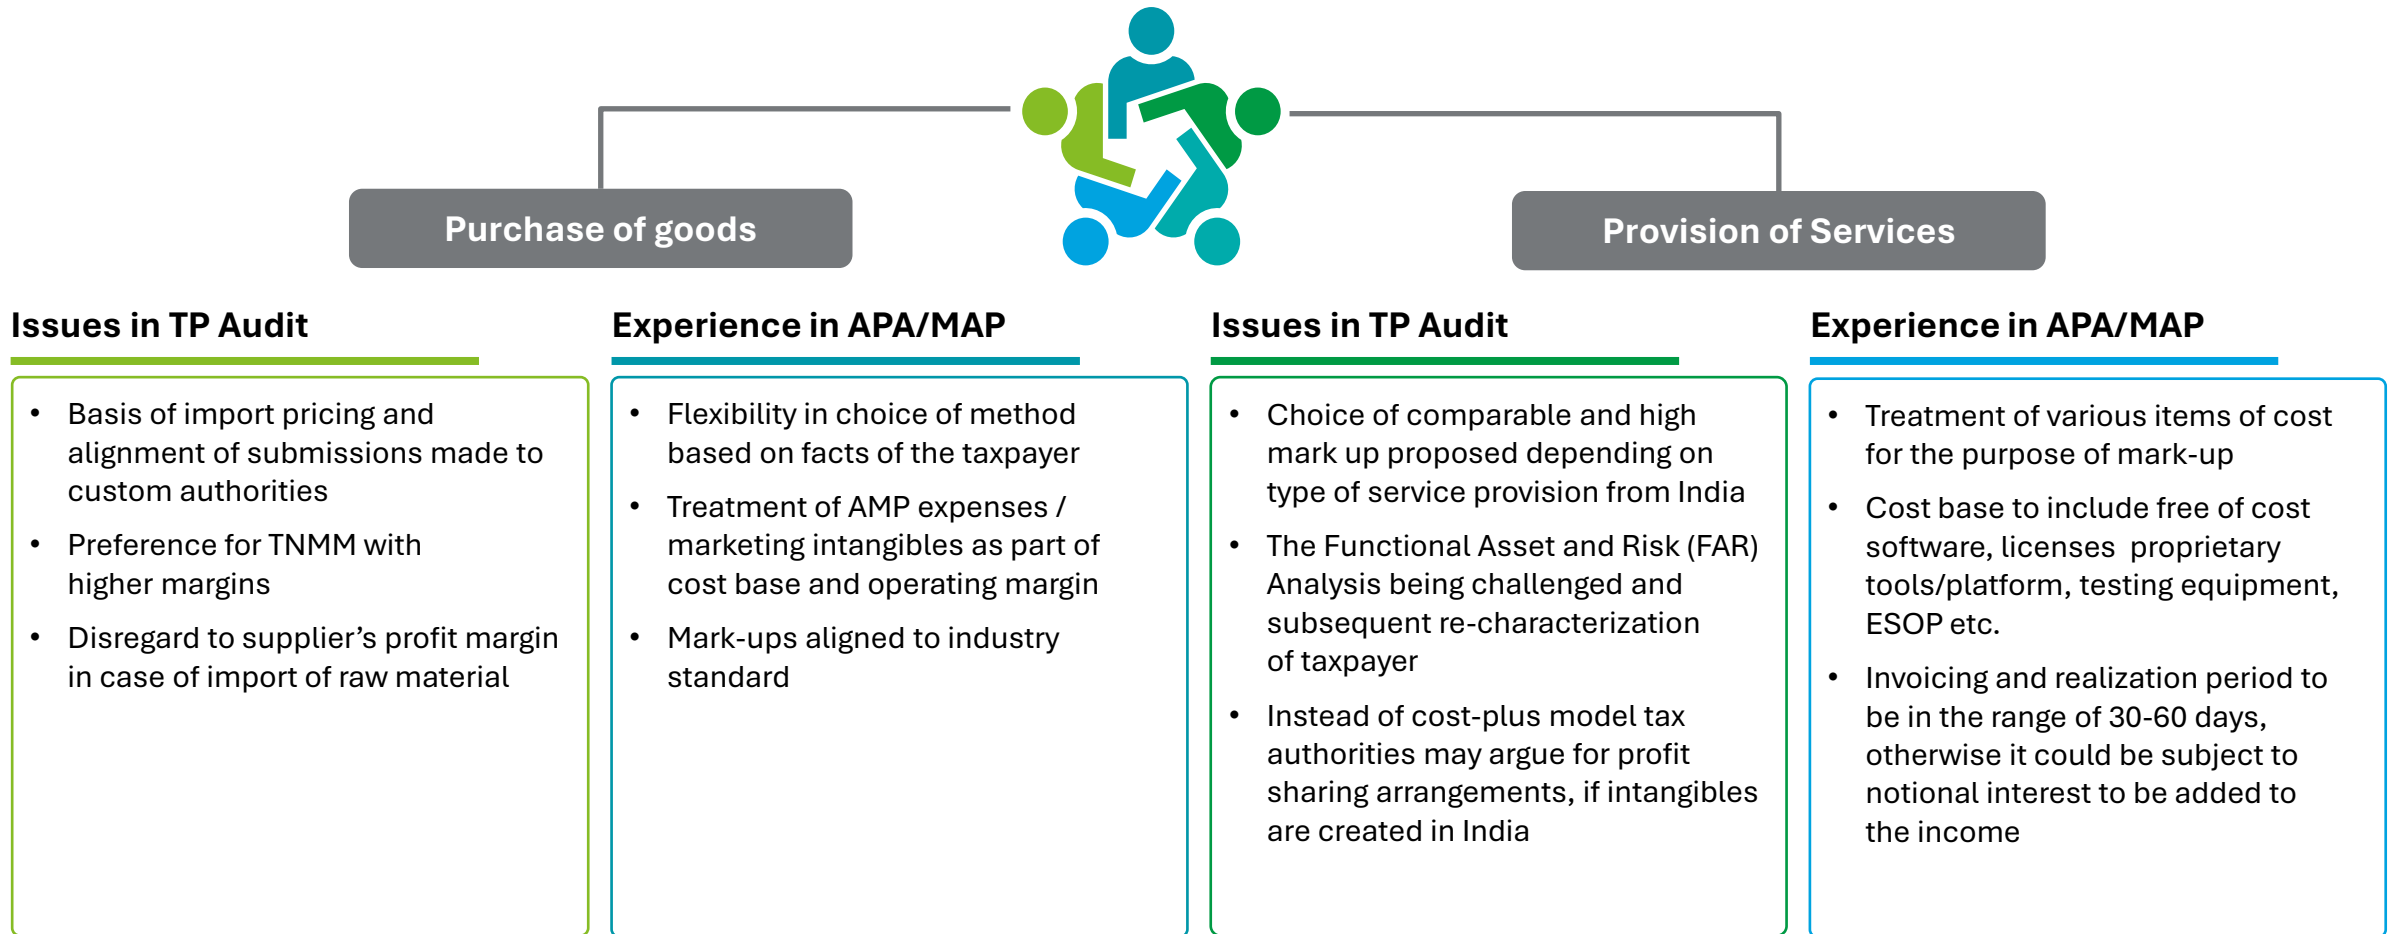 Purchase of goods
Provision of Services
Issues in TP Audit
• Basis of import pricing and
alignment of submissions made to
custom authorities
• Preference for TNMM with
higher margins
• Disregard to supplier’s profit margin
in case of import of raw material
Experience in APA/MAP
• Flexibility in choice of method
based on facts of the taxpayer
• Treatment of AMP expenses /
marketing intangibles as part of
cost base and operating margin
• Mark-ups aligned to industry
standard
Issues in TP Audit
• Choice of comparable and high
mark up proposed depending on
type of service provision from India
• The Functional Asset and Risk (FAR)
Analysis being challenged and
subsequent re-characterization
of taxpayer
• Instead of cost-plus model tax
authorities may argue for profit
sharing arrangements, if intangibles
are created in India
Experience in APA/MAP
• Treatment of various items of cost
for the purpose of mark-up
• Cost base to include free of cost
software, licenses proprietary
tools/platform, testing equipment,
ESOP etc.
• Invoicing and realization period to
be in the range of 30-60 days,
otherwise it could be subject to
notional interest to be added to
the income